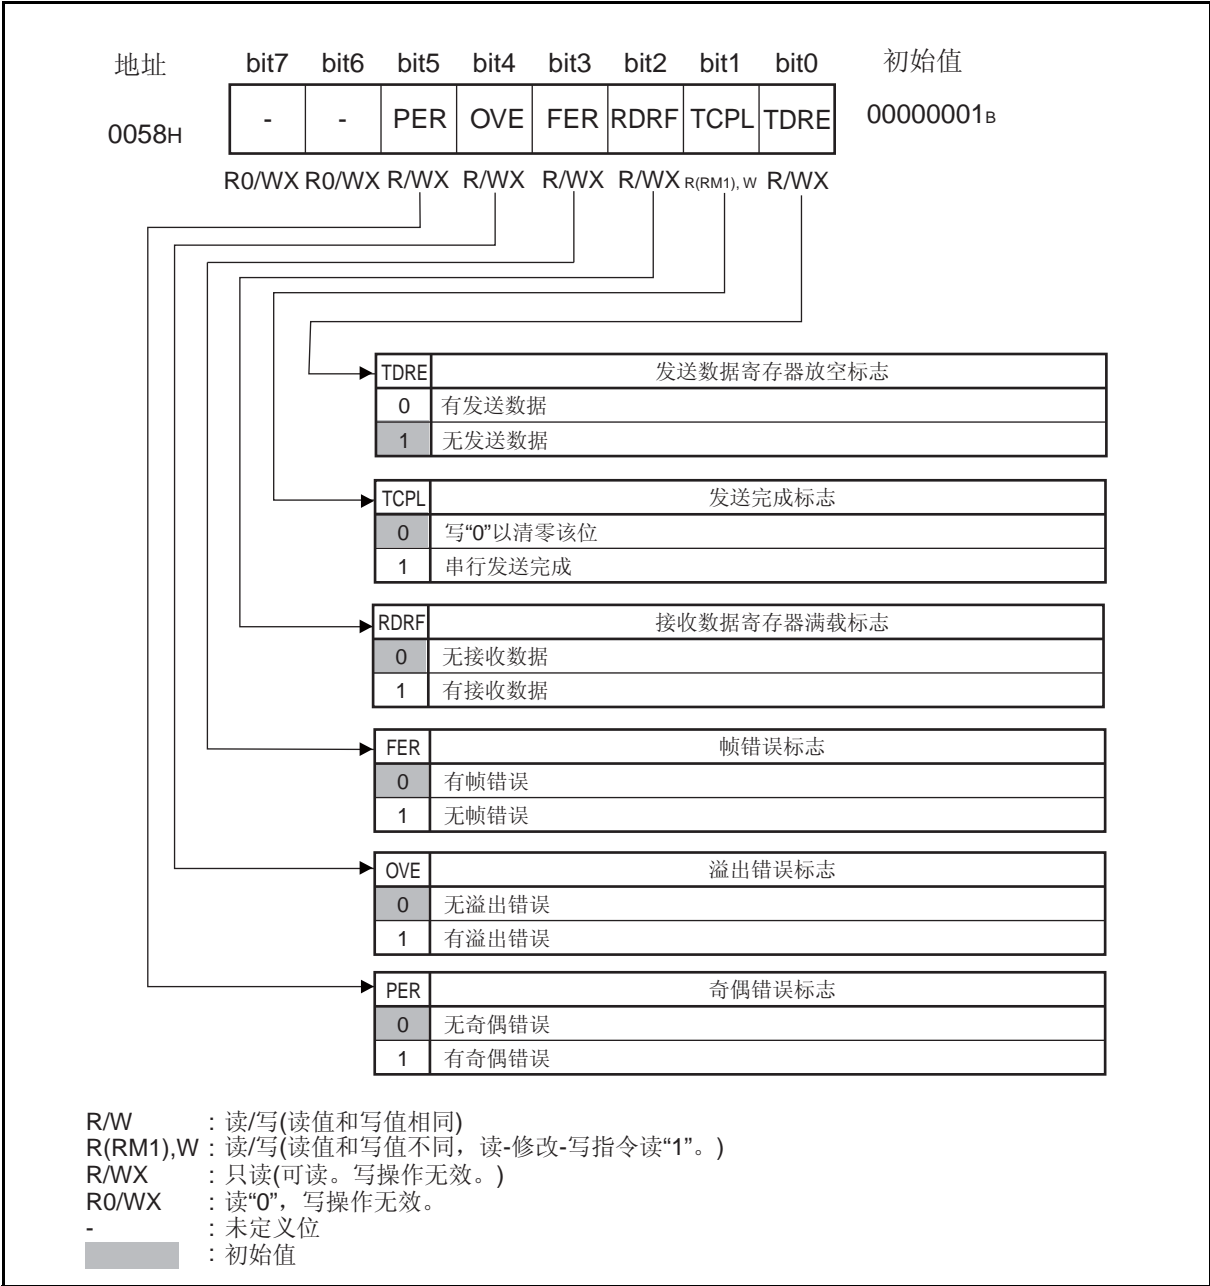 地址 bit7 bit6 bit5 bit4 bit3 bit2 bit1 bit0 初始值
0058H - - PER OVE FER RDRF TCPL TDRE 00000001B
R0/WX R0/WX R/WX R/WX R/WX R/WX R(RM1), W R/WX
TDRE 发送数据寄存器放空标志
0 有发送数据
1 无发送数据
TCPL 发送完成标志
0 写“0”以清零该位
1 串行发送完成
RDRF 接收数据寄存器满载标志
0 无接收数据
1 有接收数据
FER 帧错误标志
0 有帧错误
1 无帧错误
OVE 溢出错误标志
0 无溢出错误
1 有溢出错误
PER 奇偶错误标志
0 无奇偶错误
1 有奇偶错误
R/W : 读/写(读值和写值相同)
R(RM1),W : 读/写(读值和写值不同，读-修改-写指令读“1”。)
R/WX : 只读(可读。写操作无效。)
R0/WX : 读“0”，写操作无效。
- : 未定义位
: 初始值